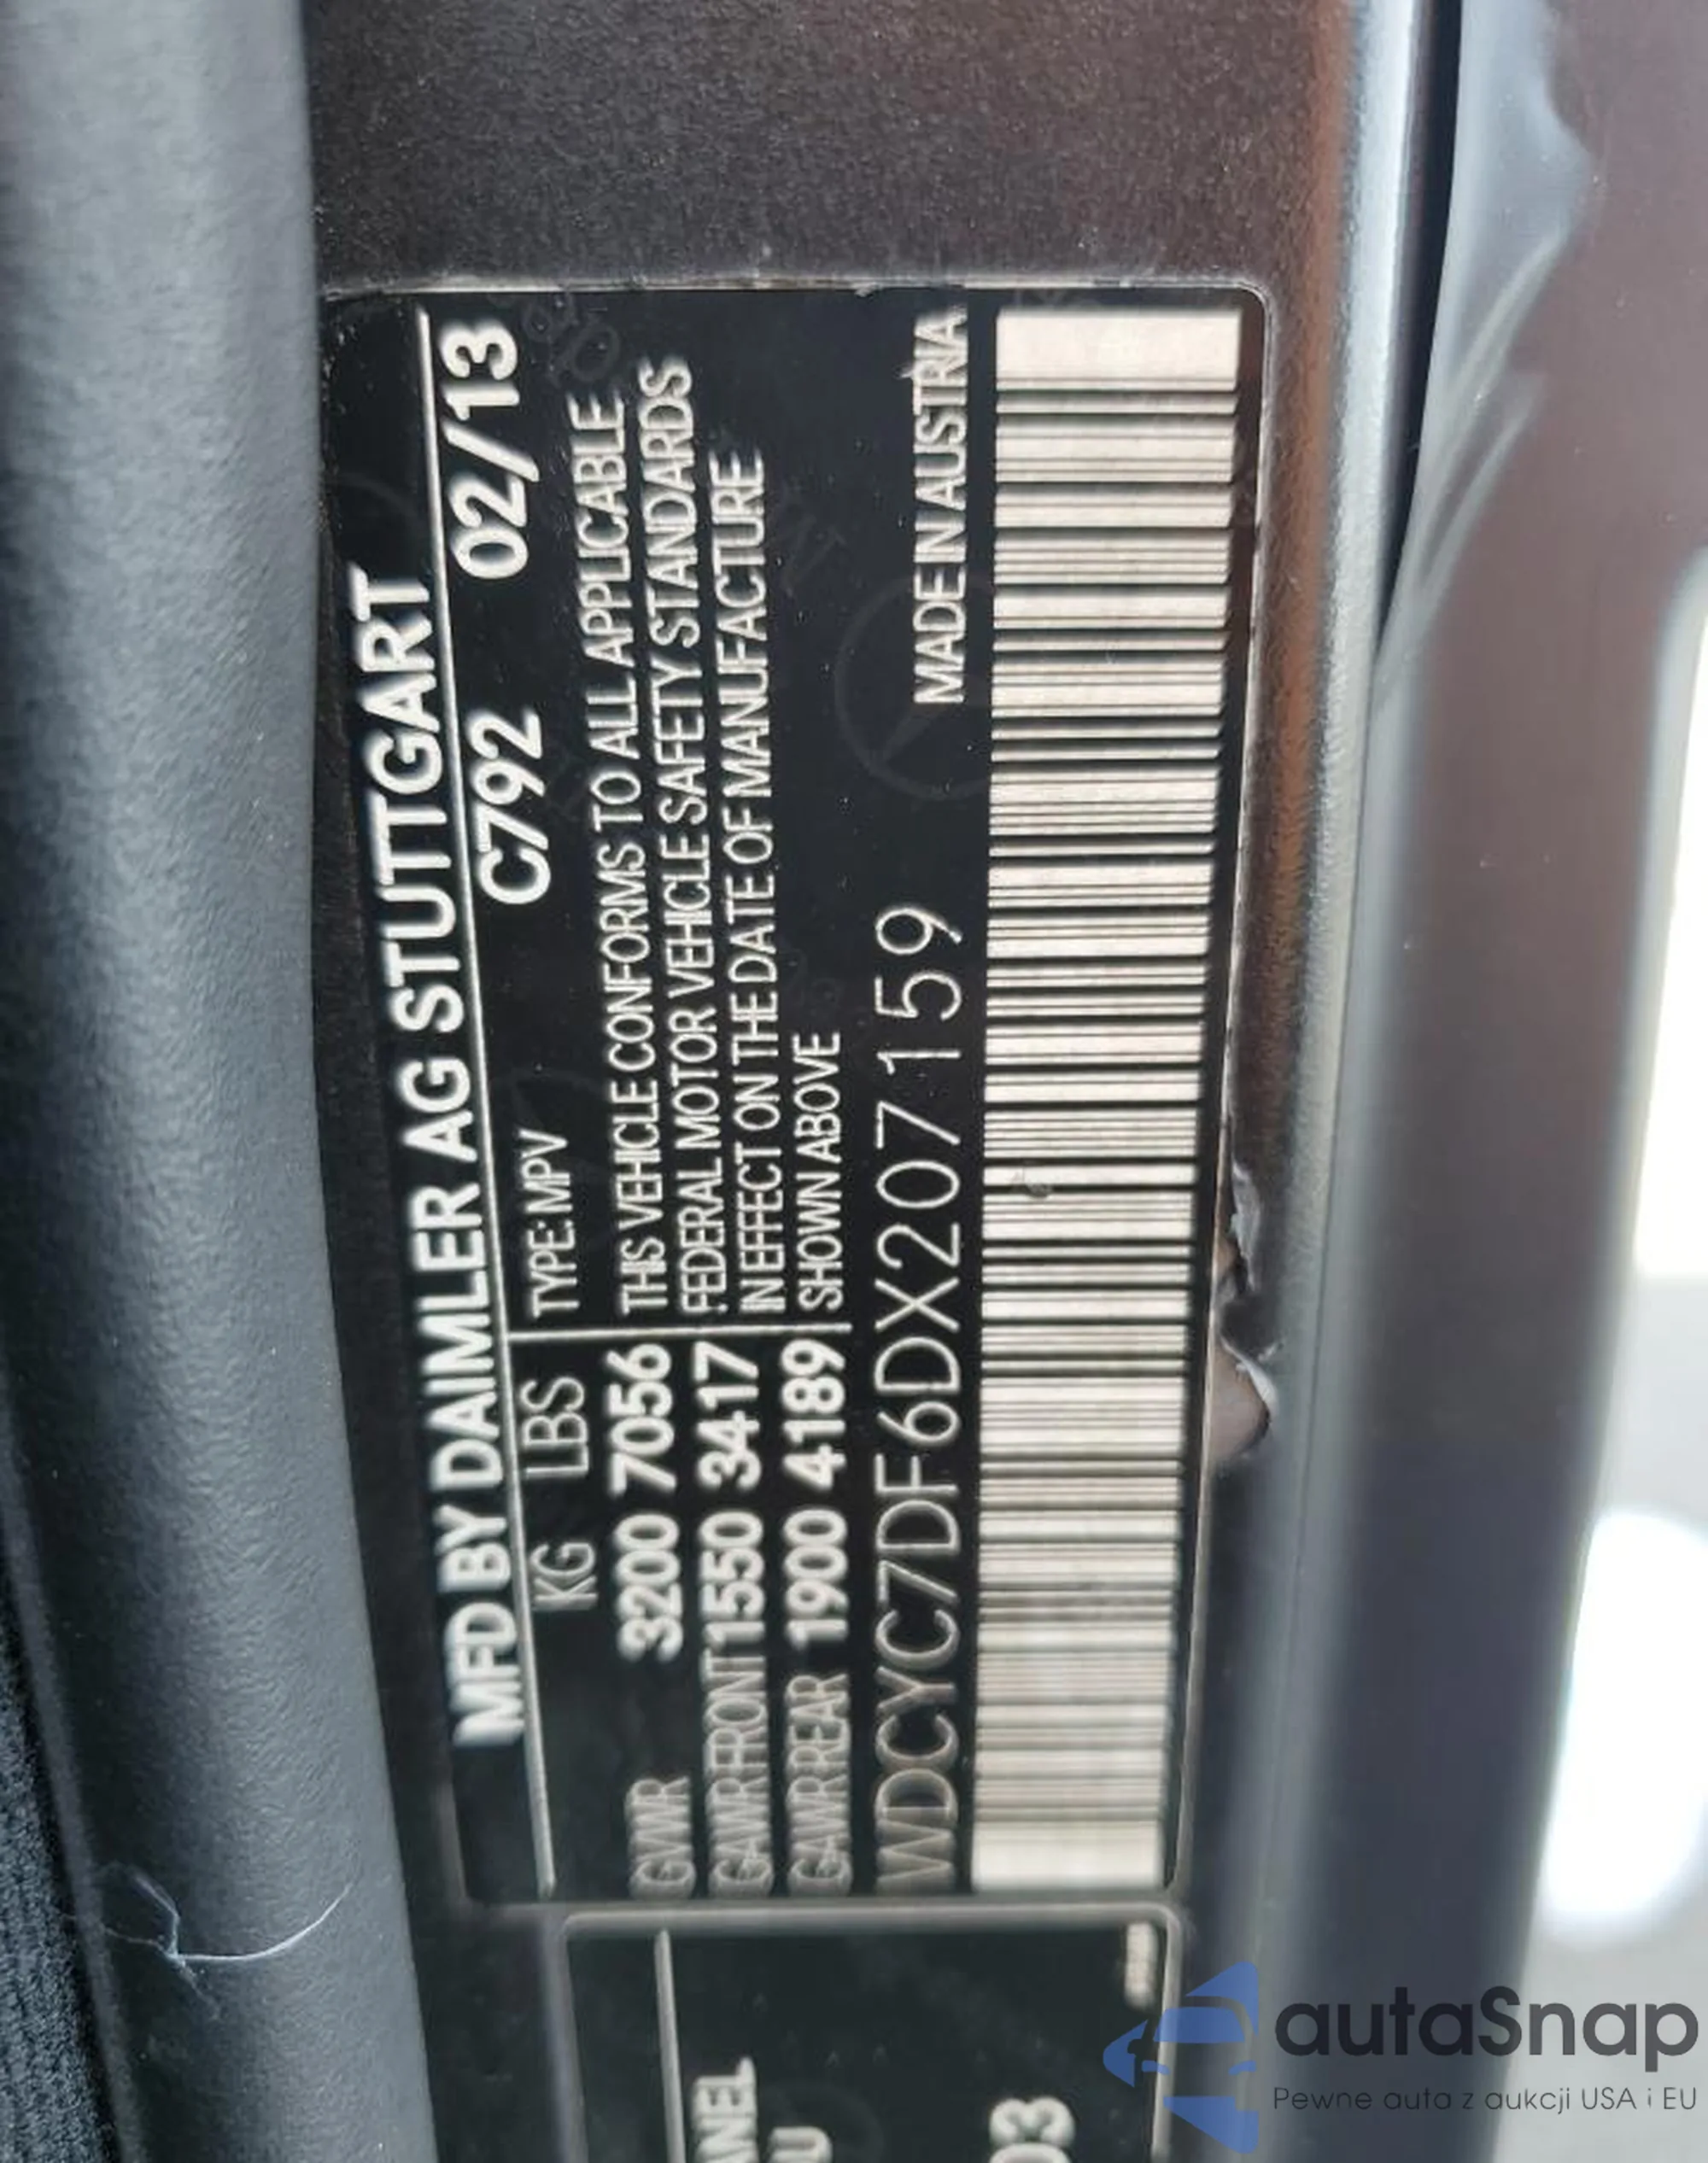 MFD BY DAIMLER AG STUTTGART
C792 02/13
KG LBS TYPE: MPV
GVWR 3200 7056 THIS VEHICLE CONFORMS TO ALL APPLICABLE
FEDERAL MOTOR VEHICLE SAFETY STANDARDS
GAWR FRONT 1550 3417 IN EFFECT ON THE DATE OF MANUFACTURE
GAWR REAR 1900 4189 SHOWN ABOVE
WDCYC7DF6DX207159 MADE IN AUSTRIA
autaSnap
Pewne auta z aukcji USA i EU